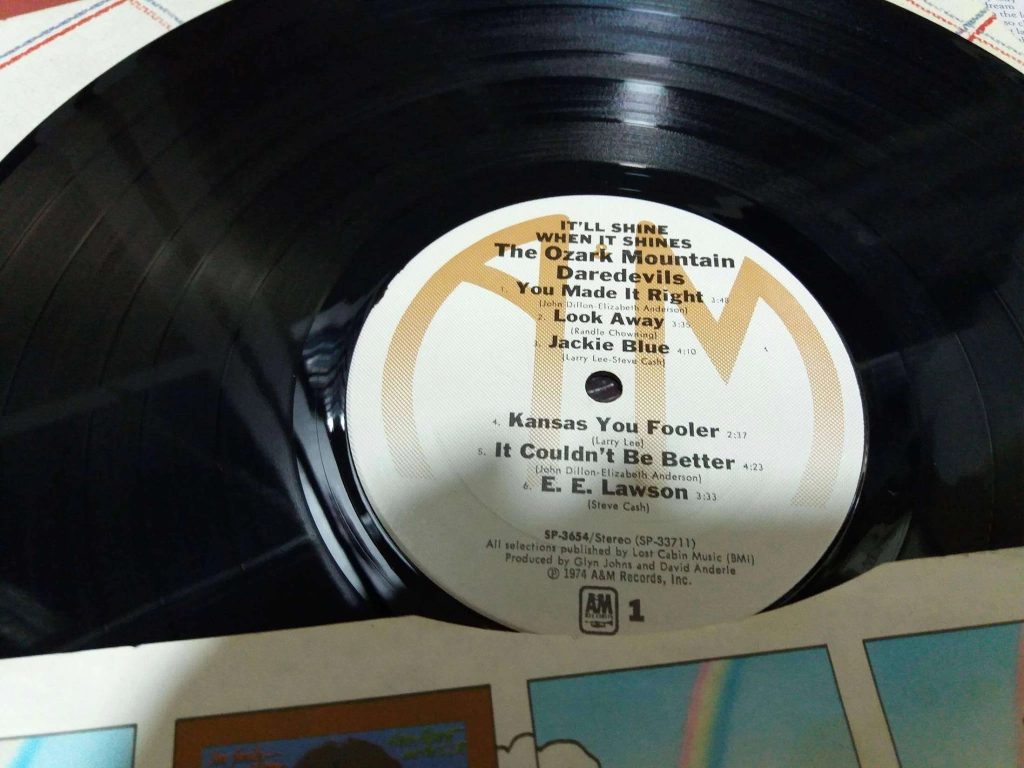 IT'LL SHINE
WHEN IT SHINES
The Ozark Mountain
Daredevils
1. You Made It Right 3:48
(John Dillon-Elizabeth Anderson)
2. Look Away 3:35
(Randle Chowning)
3. Jackie Blue 4:10
(Larry Lee-Steve Cash)
4. Kansas You Fooler 2:37
(Larry Lee)
5. It Couldn't Be Better 4:23
(John Dillon-Elizabeth Anderson)
6. E. E. Lawson 3:33
(Steve Cash)
SP-3654/Stereo (SP-33711)
All selections published by Lost Cabin Music (BMI)
Produced by Glyn Johns and David Anderle
℗ 1974 A&M Records, Inc.
A&M
RECORDS
1